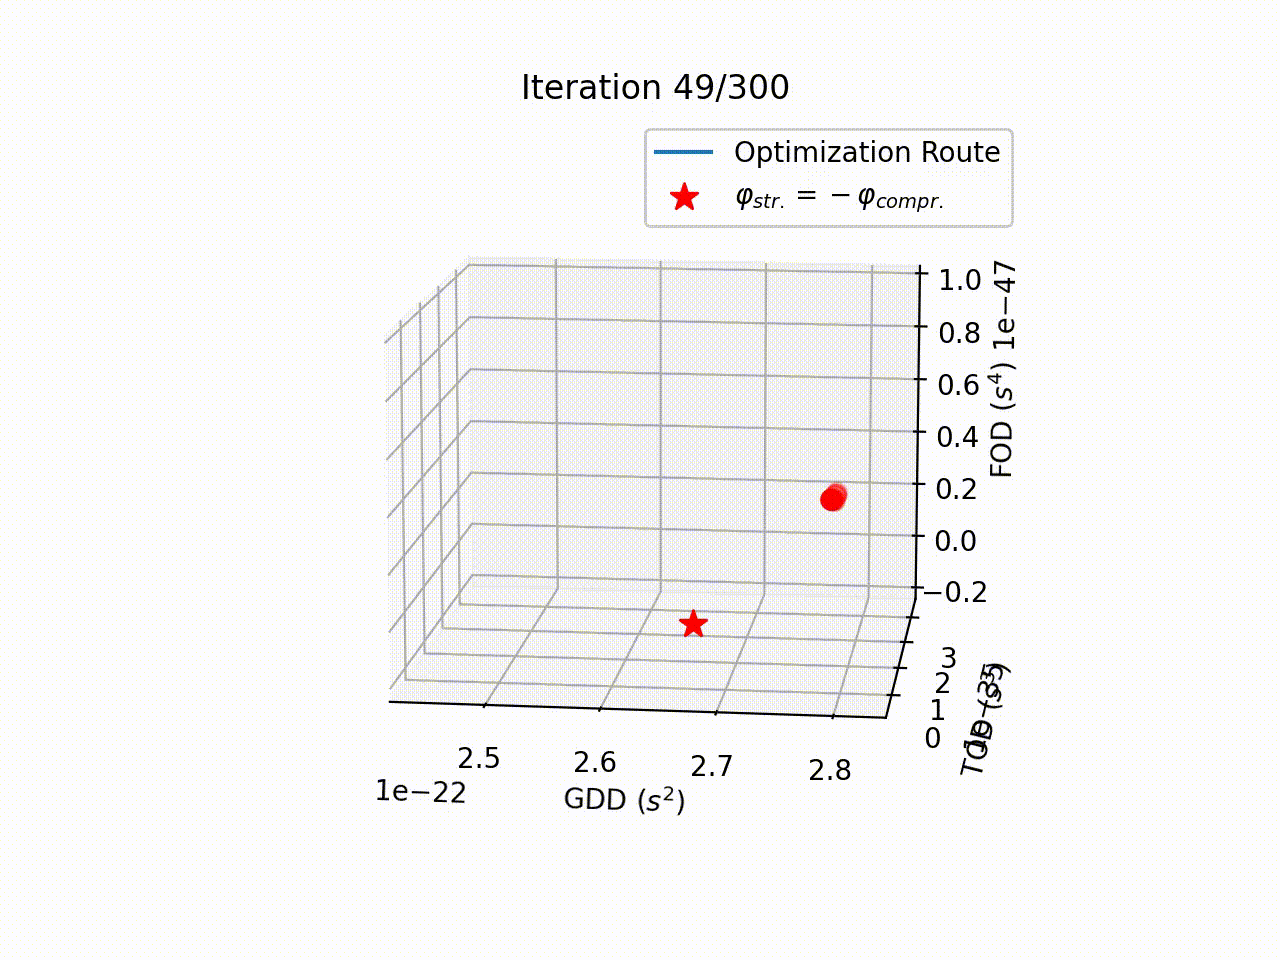 Iteration 49/300
Optimization Route
φstr. = −φcompr.
1.0
0.8
0.6
0.4
0.2
0.0
−0.2
FOD (s⁴) 1e−47
3
2
1
0
TOD (s³)
2.5
2.6
2.7
2.8
1e−22
GDD (s²)